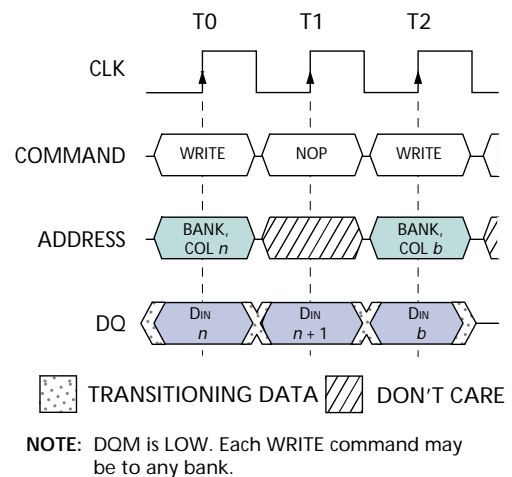 T0 T1 T2
CLK
COMMAND WRITE NOP WRITE
ADDRESS BANK, COL n BANK, COL b
DQ DIN n DIN n + 1 DIN b
TRANSITIONING DATA DON'T CARE
NOTE: DQM is LOW. Each WRITE command may
be to any bank.